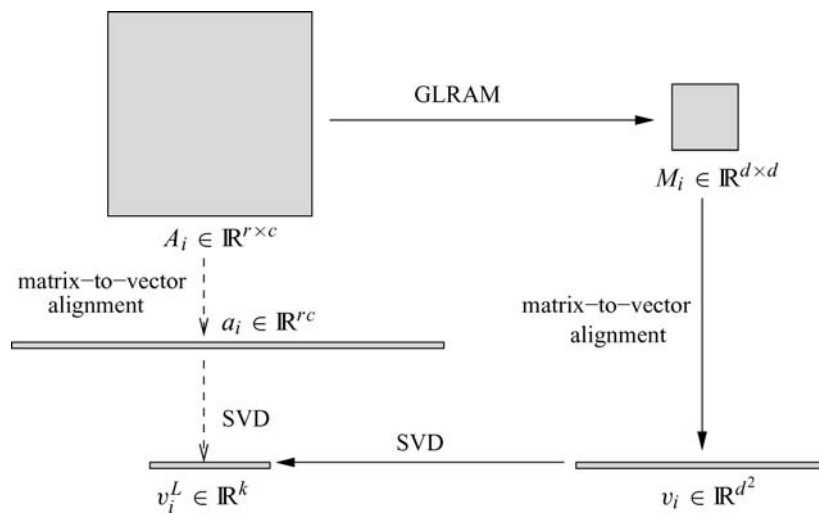 GLRAM
M_i ∈ ℝ^{d×d}
A_i ∈ ℝ^{r×c}
matrix−to−vector
alignment
a_i ∈ ℝ^{rc}
matrix−to−vector
alignment
SVD
SVD
v_i^L ∈ ℝ^k
v_i ∈ ℝ^{d^2}